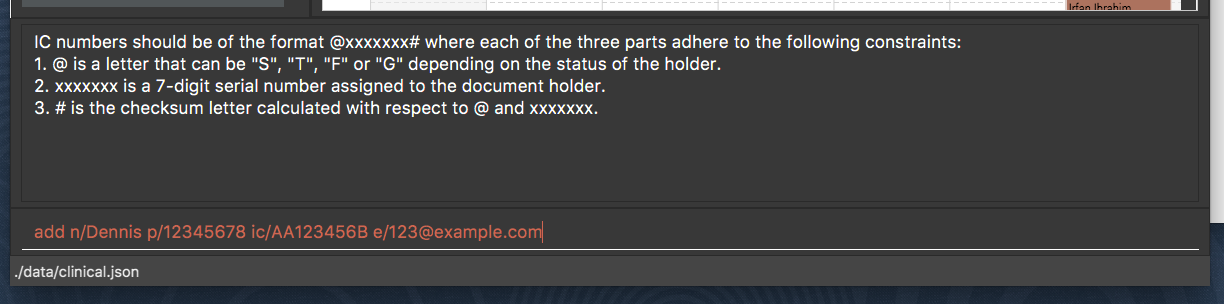 Irfan Ibrahim
IC numbers should be of the format @xxxxxxx# where each of the three parts adhere to the following constraints:
1. @ is a letter that can be "S", "T", "F" or "G" depending on the status of the holder.
2. xxxxxxx is a 7-digit serial number assigned to the document holder.
3. # is the checksum letter calculated with respect to @ and xxxxxxx.
add n/Dennis p/12345678 ic/AA123456B e/123@example.com
./data/clinical.json